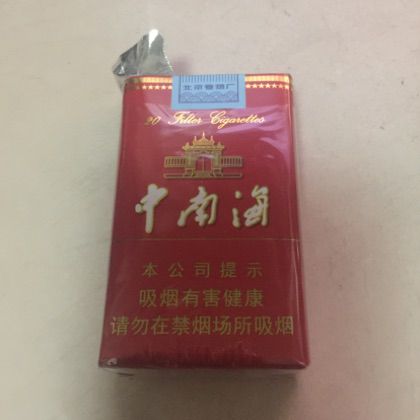 北京卷烟厂
20 Filter Cigarettes
中南海
本公司提示
吸烟有害健康
请勿在禁烟场所吸烟